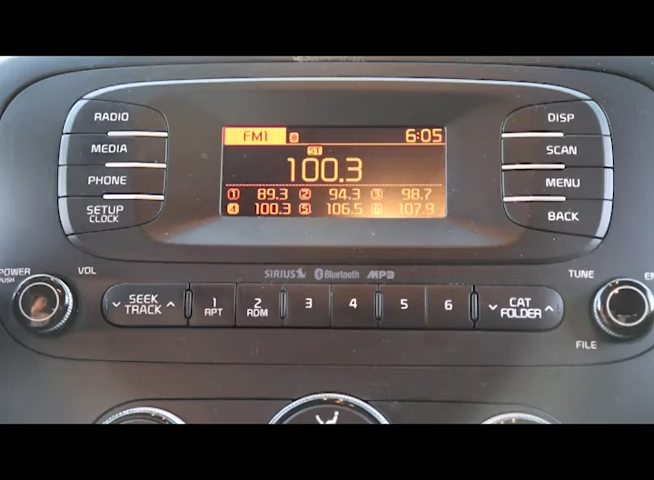 RADIO
MEDIA
PHONE
SETUP
CLOCK
FM1 6:05
ST
100.3
1 89.3 2 94.3 3 98.7
4 100.3 5 106.5 6 107.9
DISP
SCAN
MENU
BACK
POWER
PUSH
VOL
SIRIUS Bluetooth MP3
TUNE
FILE
SEEK
TRACK
1
RPT
2
RDM
3
4
5
6
CAT
FOLDER